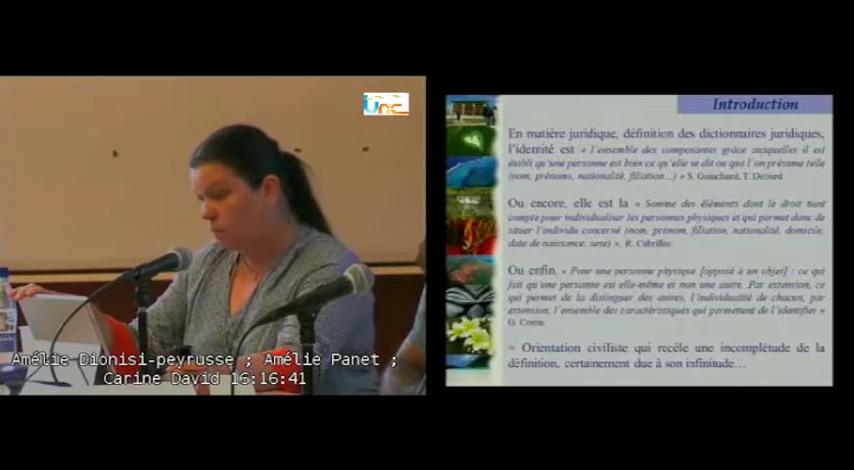 unc
Amélie Dionisi-peyrusse ; Amélie Panet ;
Carine David 16:16:41
Introduction
En matière juridique, définition des dictionnaires juridiques,
l'identité est « l'ensemble des composantes grâce auxquelles il est
établi qu'une personne est bien ce qu'elle se dit ou que l'on présume telle
(nom, prénoms, nationalité, filiation...) » S. Guinchard, T. Debard
Ou encore, elle est la « Somme des éléments dont le droit tient
compte pour individualiser les personnes physiques et qui permet donc de
situer l'individu concerné (nom, prénom, filiation, nationalité, domicile,
date de naissance, sexe) », R. Cabrillac
Ou enfin, « Pour une personne physique [opposé à un objet] : ce qui
fait qu'une personne est elle-même et non une autre. Par extension, ce
qui permet de la distinguer des autres, l'individualité de chacun, par
extension, l'ensemble des caractéristiques qui permettent de l'identifier »
G. Cornu
= Orientation civiliste qui recèle une incomplétude de la
définition, certainement due à son infinitude...